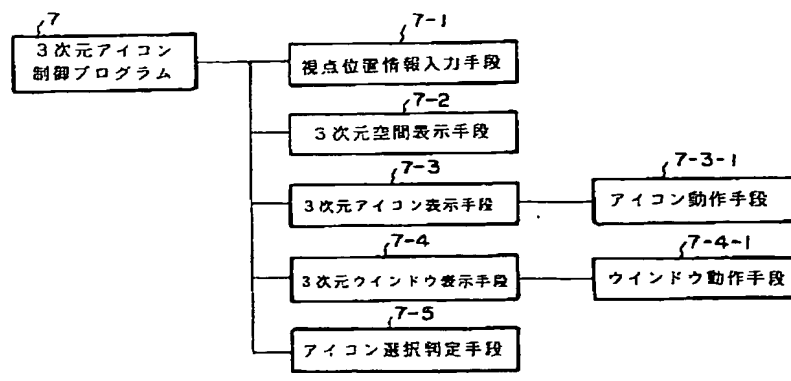 7
3次元アイコン
制御プログラム
7-1
視点位置情報入力手段
7-2
3次元空間表示手段
7-3
3次元アイコン表示手段
7-3-1
アイコン動作手段
7-4
3次元ウインドウ表示手段
7-4-1
ウインドウ動作手段
7-5
アイコン選択判定手段